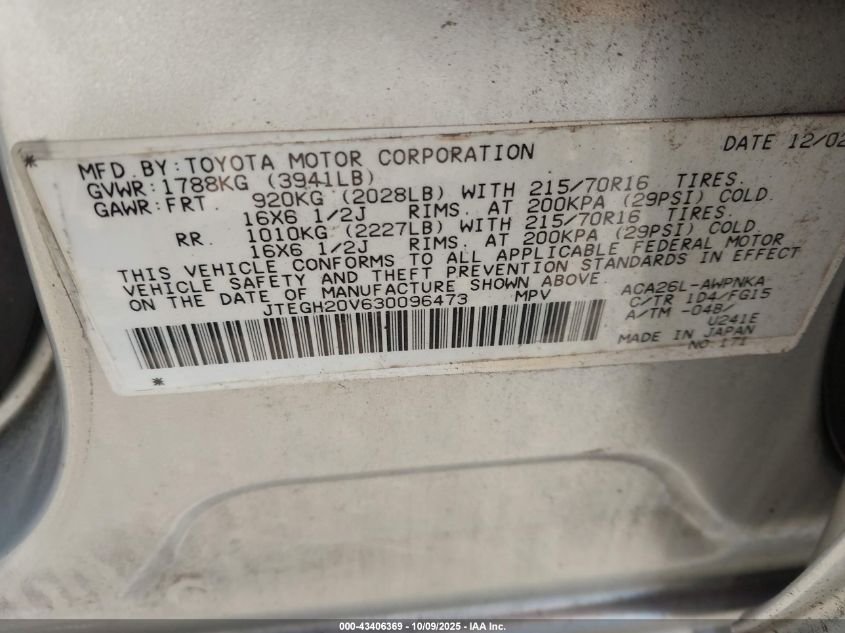 MFD. BY: TOYOTA MOTOR CORPORATION DATE 12/02
GVWR: 1788KG (3941LB)
GAWR: FRT. 920KG (2028LB) WITH 215/70R16 TIRES.
16X6 1/2J RIMS. AT 200KPA (29PSI) COLD.
RR. 1010KG (2227LB) WITH 215/70R16 TIRES.
16X6 1/2J RIMS. AT 200KPA (29PSI) COLD.
THIS VEHICLE CONFORMS TO ALL APPLICABLE FEDERAL MOTOR
VEHICLE SAFETY AND THEFT PREVENTION STANDARDS IN EFFECT
ON THE DATE OF MANUFACTURE SHOWN ABOVE.
JTEGH20V630096473 MPV
ACA26L-AWPNKA
C/TR 1D4/FG15
A/TM -04B/
U241E
MADE IN JAPAN
NO 171
000-43406369 - 10/09/2025 - IAA Inc.